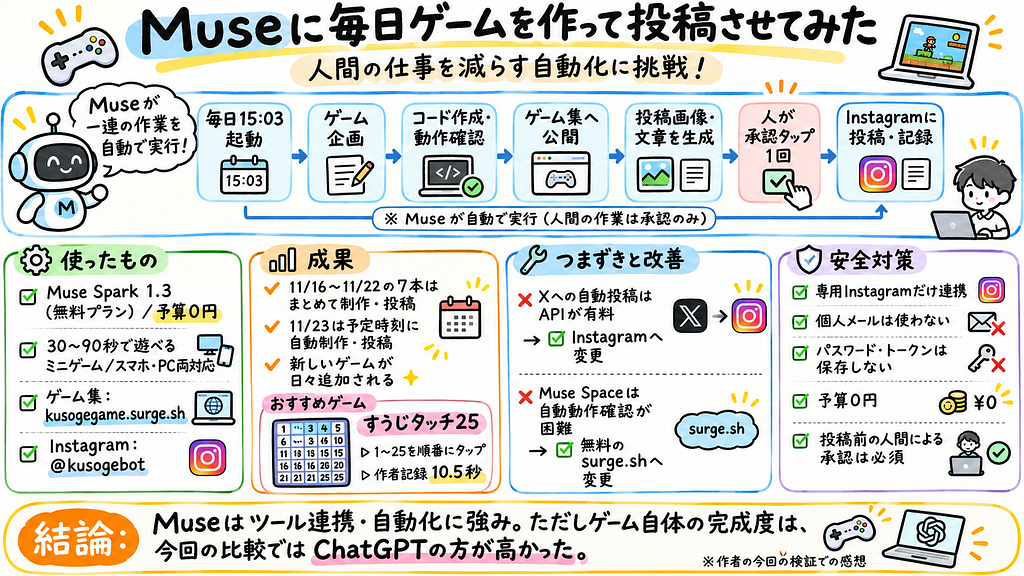 Museに毎日ゲームを作って投稿させてみた
人間の仕事を減らす自動化に挑戦！
Museが
一連の作業を
自動で実行！
M
毎日15:03
起動
15:03
ゲーム
企画
コード作成・
動作確認
</>
ゲーム集へ
公開
投稿画像・
文章を生成
人が
承認タップ
1回
Instagramに
投稿・記録
※ Museが自動で実行（人間の作業は承認のみ）
使ったもの
Muse Spark 1.3
（無料プラン）/ 予算0円
30〜90秒で遊べる
ミニゲーム/スマホ・PC両対応
ゲーム集：
kusogegame.surge.sh
Instagram：
@kusogebot
成果
11/16〜11/22の7本は
まとめて制作・投稿
11/23は予定時刻に
自動制作・投稿
新しいゲームが
日々追加される
おすすめゲーム
すうじタッチ25
▷ 1〜25を順番にタップ
▷ 作者記録 10.5秒
つまずきと改善
Xへの自動投稿は
APIが有料
→ Instagramへ
変更
X →
Muse Spaceは
自動動作確認が
困難
→ 無料の
surge.shへ
変更
surge.sh
安全対策
専用Instagramだけ連携
個人メールは使わない
パスワード・トークンは
保存しない
予算0円
¥0
投稿前の人間による
承認は必須
結論：
Museはツール連携・自動化に強み。ただしゲーム自体の完成度は、
今回の比較ではChatGPTの方が高かった。
※作者の今回の検証での感想